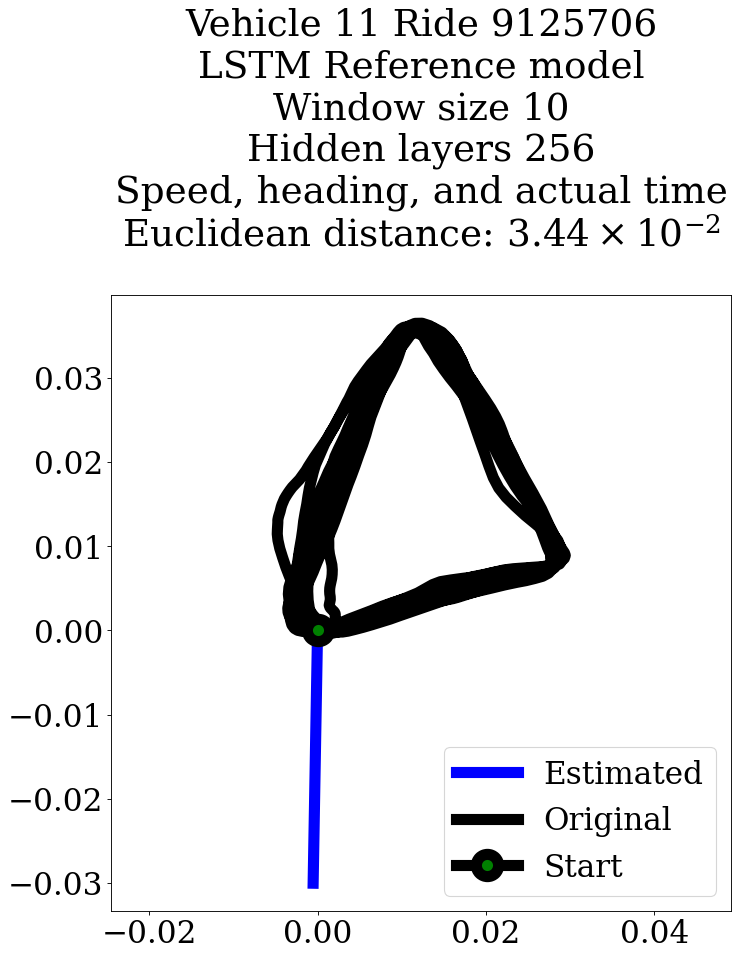 Vehicle 11 Ride 9125706
LSTM Reference model
Window size 10
Hidden layers 256
Speed, heading, and actual time
Euclidean distance: 3.44 × 10⁻²
0.03
0.02
0.01
0.00
−0.01
−0.02
−0.03
−0.02
0.00
0.02
0.04
Estimated
Original
Start